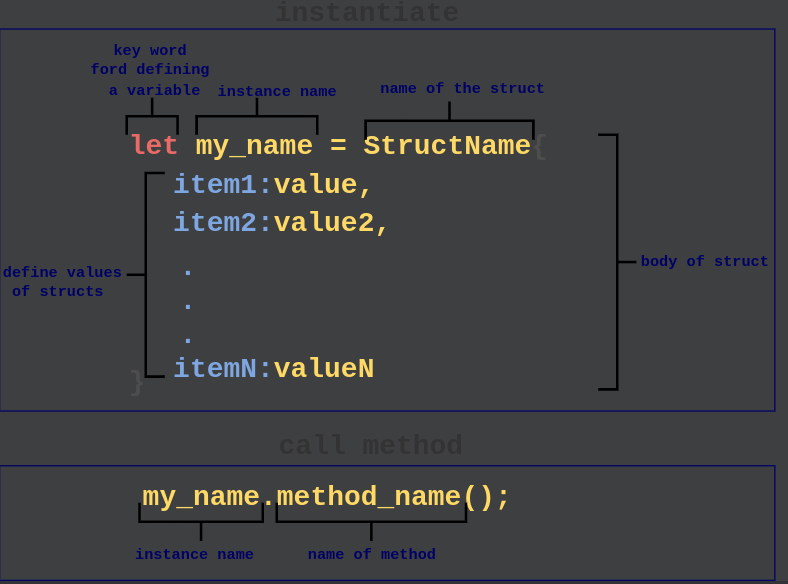 instantiate
key word
ford defining
a variable
instance name
name of the struct
let my_name = StructName{
item1:value,
item2:value2,
.
.
.
itemN:valueN
}
define values
of structs
body of struct
call method
my_name.method_name();
instance name
name of method